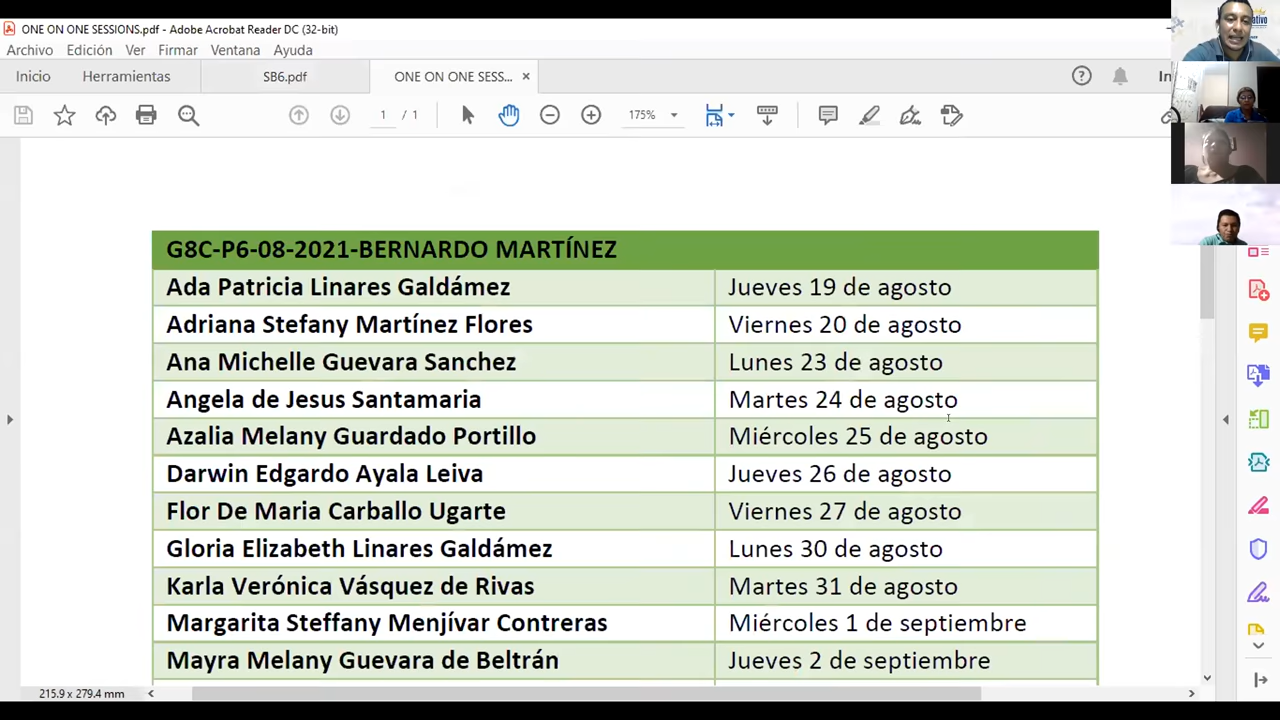 ONE ON ONE SESSIONS.pdf - Adobe Acrobat Reader DC (32-bit)
Archivo Edición Ver Firmar Ventana Ayuda
Inicio Herramientas SB6.pdf ONE ON ONE SESS... ×
1 / 1 175%
G8C-P6-08-2021-BERNARDO MARTÍNEZ
Ada Patricia Linares Galdámez Jueves 19 de agosto
Adriana Stefany Martínez Flores Viernes 20 de agosto
Ana Michelle Guevara Sanchez Lunes 23 de agosto
Angela de Jesus Santamaria Martes 24 de agosto
Azalia Melany Guardado Portillo Miércoles 25 de agosto
Darwin Edgardo Ayala Leiva Jueves 26 de agosto
Flor De Maria Carballo Ugarte Viernes 27 de agosto
Gloria Elizabeth Linares Galdámez Lunes 30 de agosto
Karla Verónica Vásquez de Rivas Martes 31 de agosto
Margarita Steffany Menjívar Contreras Miércoles 1 de septiembre
Mayra Melany Guevara de Beltrán Jueves 2 de septiembre
215.9 x 279.4 mm